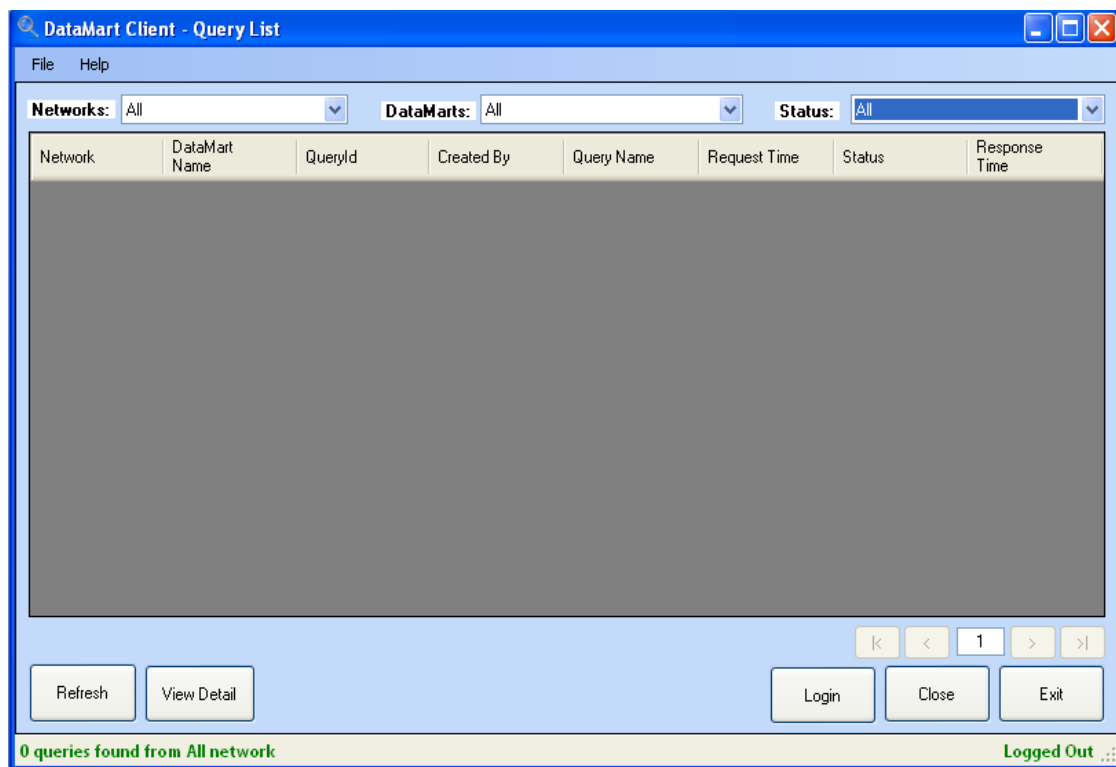 DataMart Client - Query List
File Help
Networks: All DataMarts: All Status: All
Network DataMart Name QueryId Created By Query Name Request Time Status Response Time
|< < 1 > >|
Refresh View Detail Login Close Exit
0 queries found from All network Logged Out